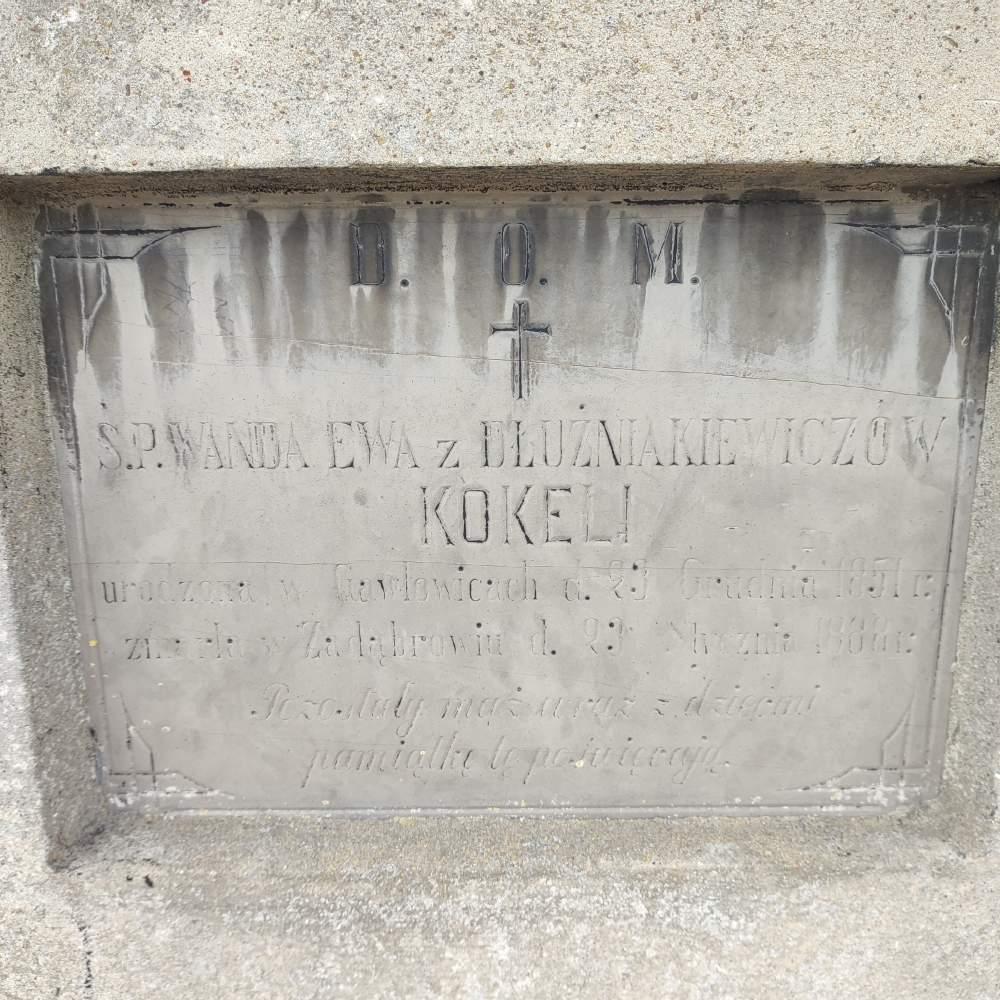 D. O. M.
S.P. WANDA EWA z DŁUŻNIAKIEWICZÓW
KOKELI
urodzona w Gawłowicach d. 23 Grudnia 1851 r.
zmarła w Zadąbrowiu d. 29 Stycznia 1888 r.
Pozostały mąż wraz z dziećmi
pamiątkę tę poświęcają.